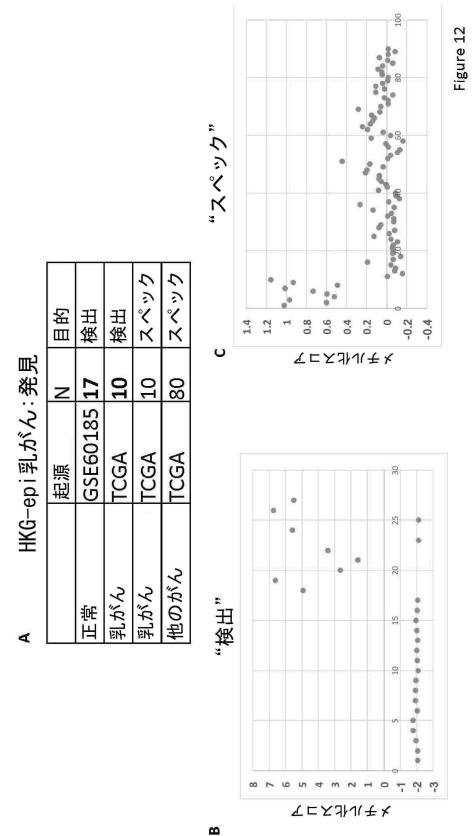 HKG-epi 乳がん: 発見
A
起源 N 目的
正常 GSE60185 17 検出
乳がん TCGA 10 検出
乳がん TCGA 10 スペック
他のがん TCGA 80 スペック
B
“検出”
メチル化スコア
8
7
6
5
4
3
2
1
0
-1
-2
-3
0 5 10 15 20 25 30
C
“スペック”
メチル化スコア
1.4
1.2
1
0.8
0.6
0.4
0.2
0
-0.2
-0.4
0 20 40 60 80 100
Figure 12